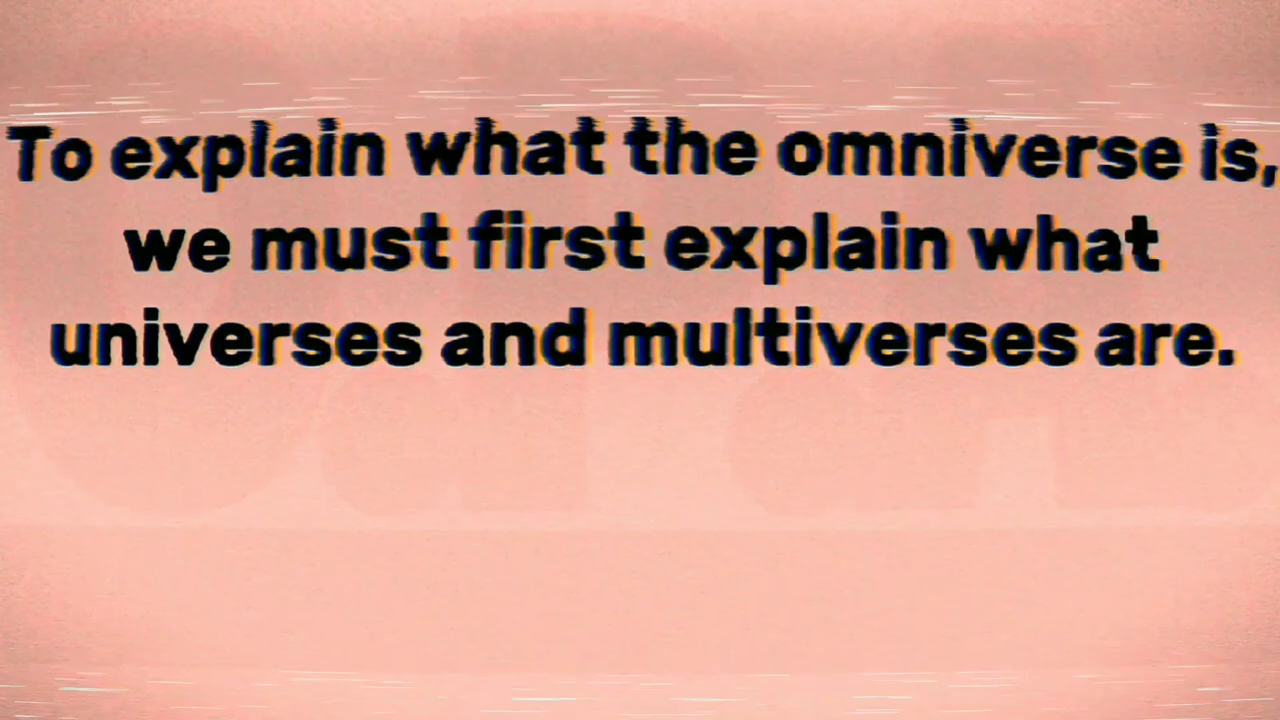 To explain what the omniverse is,
we must first explain what
universes and multiverses are.